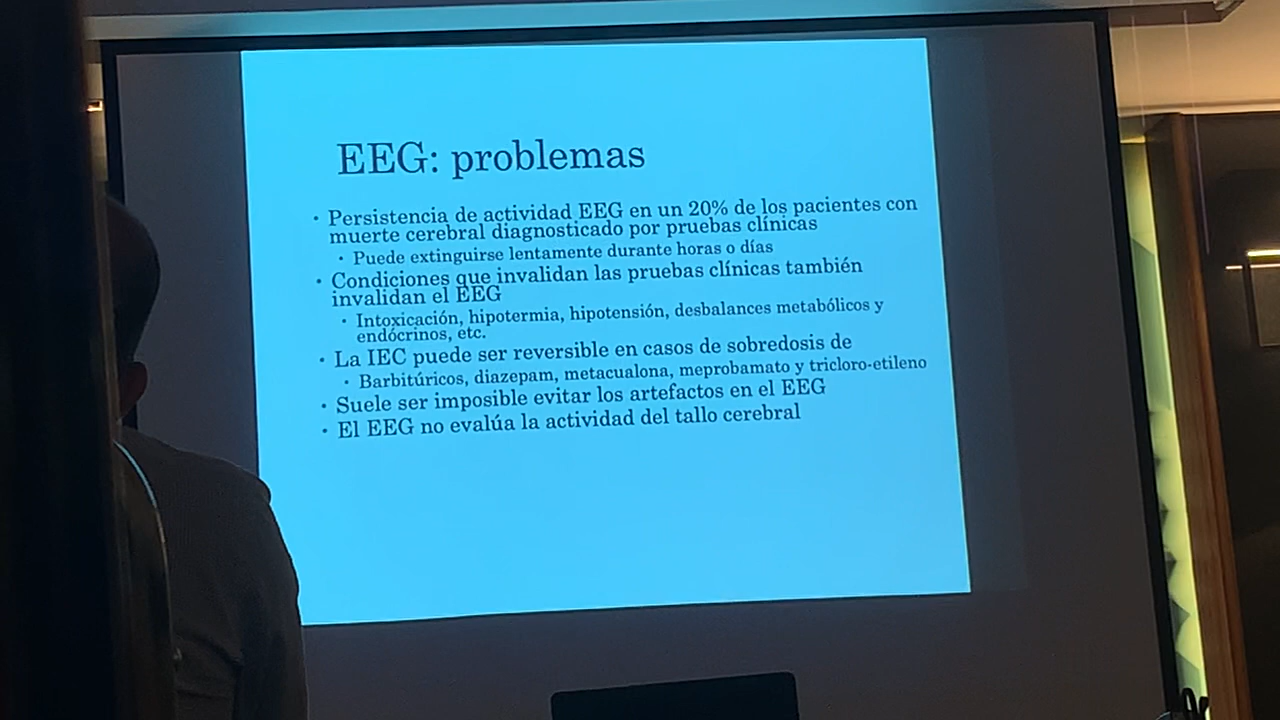 EEG: problemas
• Persistencia de actividad EEG en un 20% de los pacientes con
muerte cerebral diagnosticado por pruebas clínicas
• Puede extinguirse lentamente durante horas o días
• Condiciones que invalidan las pruebas clínicas también
invalidan el EEG
• Intoxicación, hipotermia, hipotensión, desbalances metabólicos y
endócrinos, etc.
• La IEC puede ser reversible en casos de sobredosis de
• Barbitúricos, diazepam, metacualona, meprobamato y tricloro-etileno
• Suele ser imposible evitar los artefactos en el EEG
• El EEG no evalúa la actividad del tallo cerebral